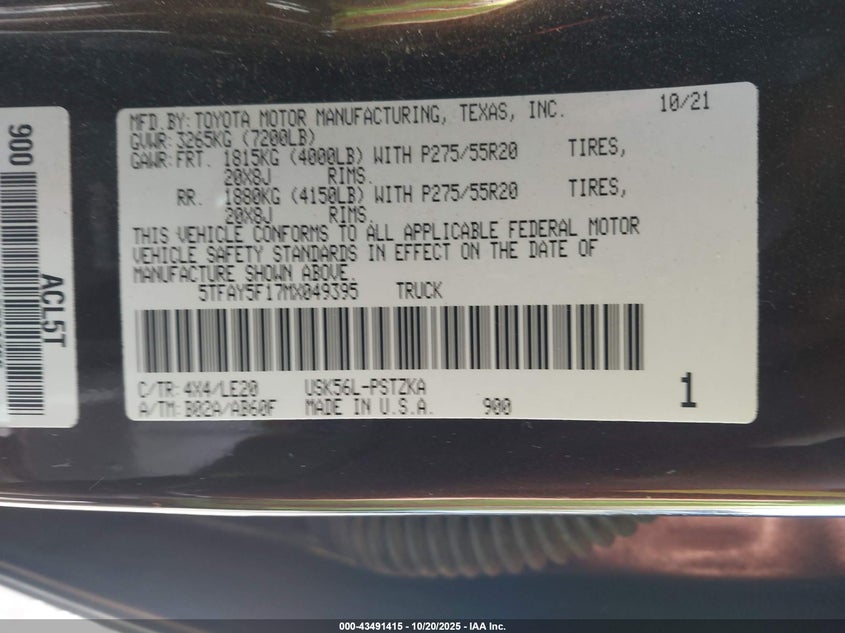 MFD.BY:TOYOTA MOTOR MANUFACTURING, TEXAS, INC. 10/21
GVWR:3265KG (7200LB)
GAWR:FRT. 1815KG (4000LB) WITH P275/55R20 TIRES,
20X8J RIMS.
RR. 1880KG (4150LB) WITH P275/55R20 TIRES,
20X8J RIMS.
THIS VEHICLE CONFORMS TO ALL APPLICABLE FEDERAL MOTOR
VEHICLE SAFETY STANDARDS IN EFFECT ON THE DATE OF
MANUFACTURE SHOWN ABOVE.
5TFAY5F17MX049395 TRUCK
C/TR:4X4/LE20 USK56L-PSTZKA
A/TM:B02A/AB60F MADE IN U.S.A. 900
1
900
ACL5T
000-43491415 - 10/20/2025 - IAA Inc.